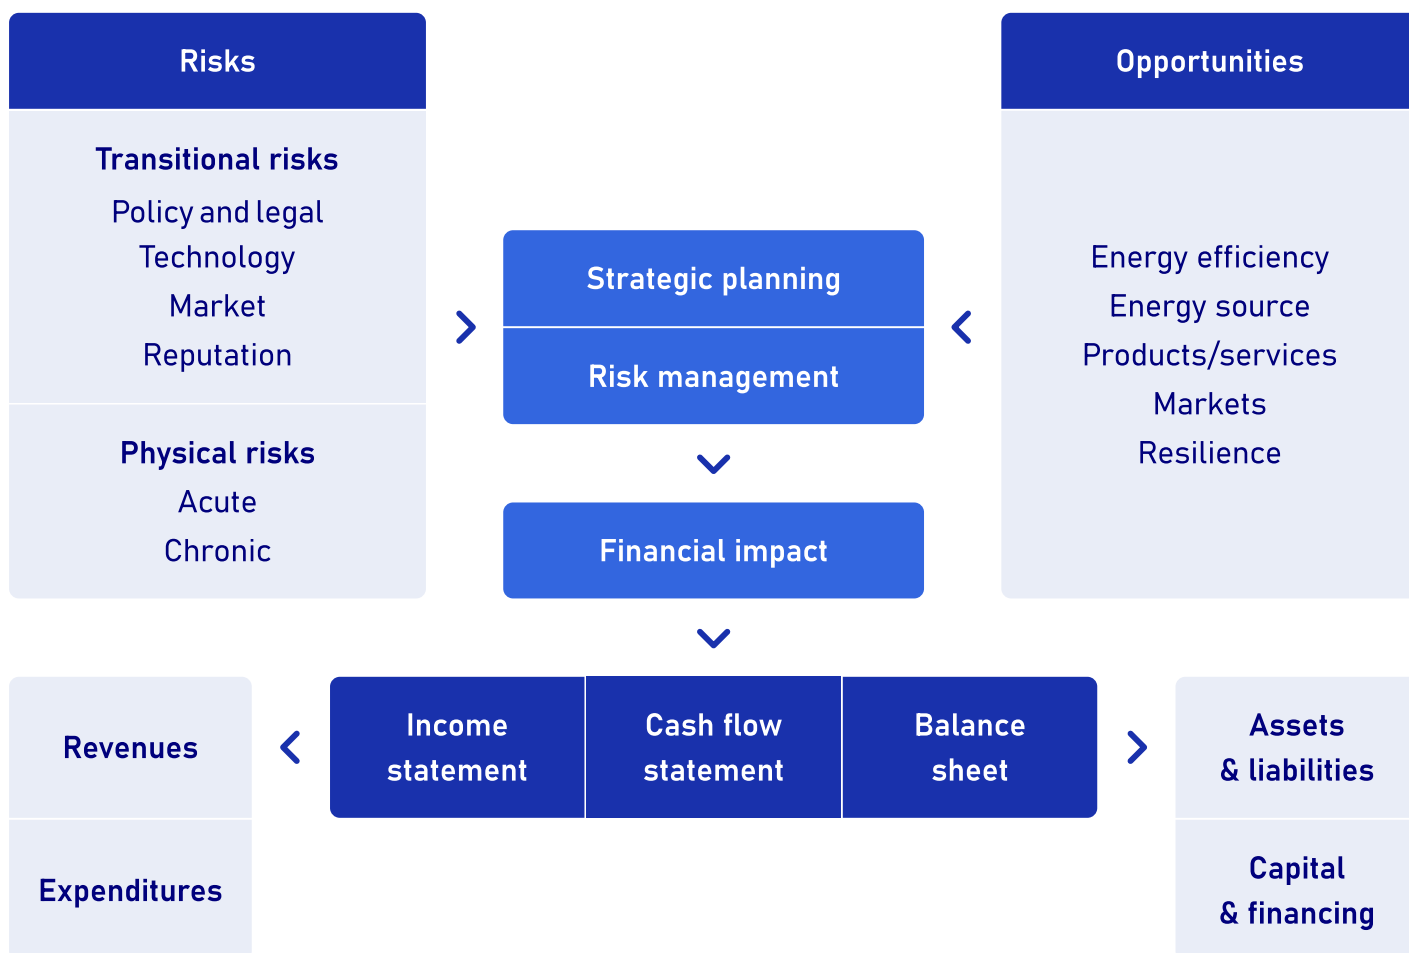 Risks
Transitional risks
Policy and legal
Technology
Market
Reputation
Physical risks
Acute
Chronic
Strategic planning
Risk management
Financial impact
Opportunities
Energy efficiency
Energy source
Products/services
Markets
Resilience
Revenues
Expenditures
Income
statement
Cash flow
statement
Balance
sheet
Assets
& liabilities
Capital
& financing